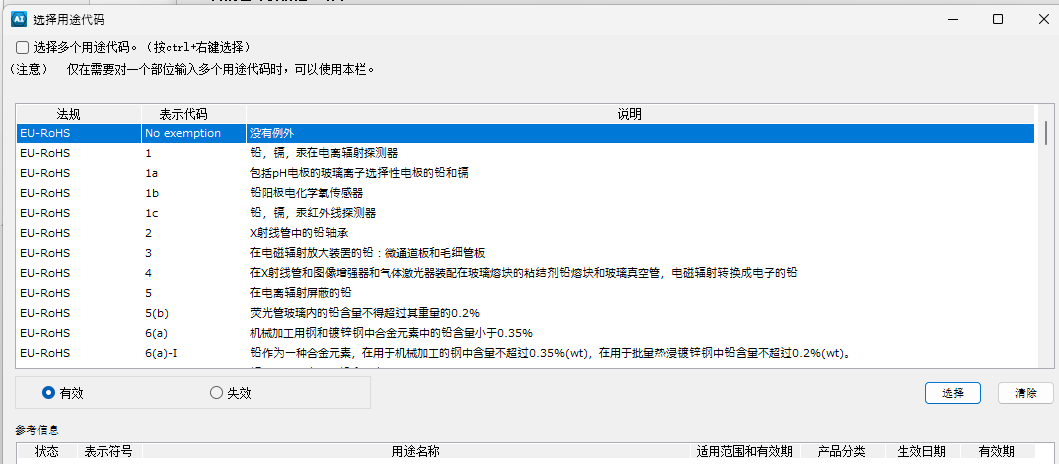 AI 选择用途代码
选择多个用途代码。（按ctrl+右键选择）
（注意） 仅在需要对一个部位输入多个用途代码时，可以使用本栏。
法规 表示代码 说明
EU-RoHS No exemption 没有例外
EU-RoHS 1 铅，镉，汞在电离辐射探测器
EU-RoHS 1a 包括pH电极的玻璃离子选择性电极的铅和镉
EU-RoHS 1b 铅阳极电化学氧传感器
EU-RoHS 1c 铅，镉，汞红外线探测器
EU-RoHS 2 X射线管中的铅轴承
EU-RoHS 3 在电磁辐射放大装置的铅：微通道板和毛细管板
EU-RoHS 4 在X射线管和图像增强器和气体激光器装配在玻璃熔块的粘结剂铅熔块和玻璃真空管，电磁辐射转换成电子的铅
EU-RoHS 5 在电离辐射屏蔽的铅
EU-RoHS 5(b) 荧光管玻璃内的铅含量不得超过其重量的0.2%
EU-RoHS 6(a) 机械加工用钢和镀锌钢中合金元素中的铅含量小于0.35%
EU-RoHS 6(a)-I 铅作为一种合金元素，在用于机械加工的钢中含量不超过0.35%(wt)，在用于批量热浸镀锌钢中铅含量不超过0.2%(wt)。
有效 失效 选择 清除
参考信息
状态 表示符号 用途名称 适用范围和有效期 产品分类 生效日期 有效期